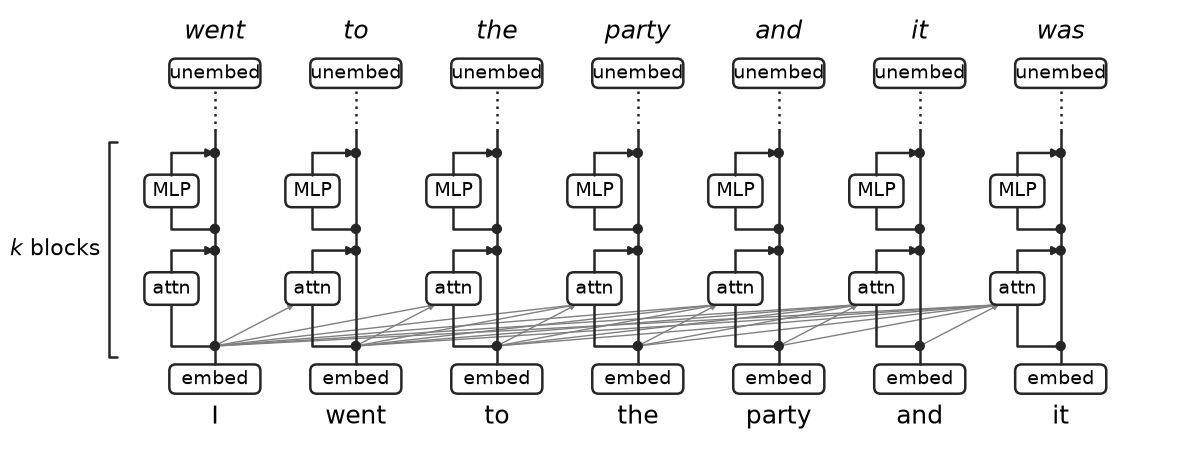 went to the party and it was
unembed unembed unembed unembed unembed unembed unembed
MLP MLP MLP MLP MLP MLP MLP
k blocks
attn attn attn attn attn attn attn
embed embed embed embed embed embed embed
I went to the party and it